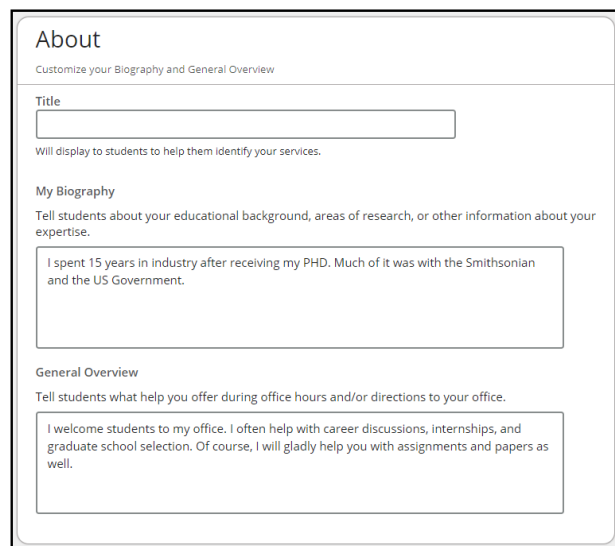 About
Customize your Biography and General Overview
Title
Will display to students to help them identify your services.
My Biography
Tell students about your educational background, areas of research, or other information about your
expertise.
I spent 15 years in industry after receiving my PHD. Much of it was with the Smithsonian
and the US Government.
General Overview
Tell students what help you offer during office hours and/or directions to your office.
I welcome students to my office. I often help with career discussions, internships, and
graduate school selection. Of course, I will gladly help you with assignments and papers as
well.